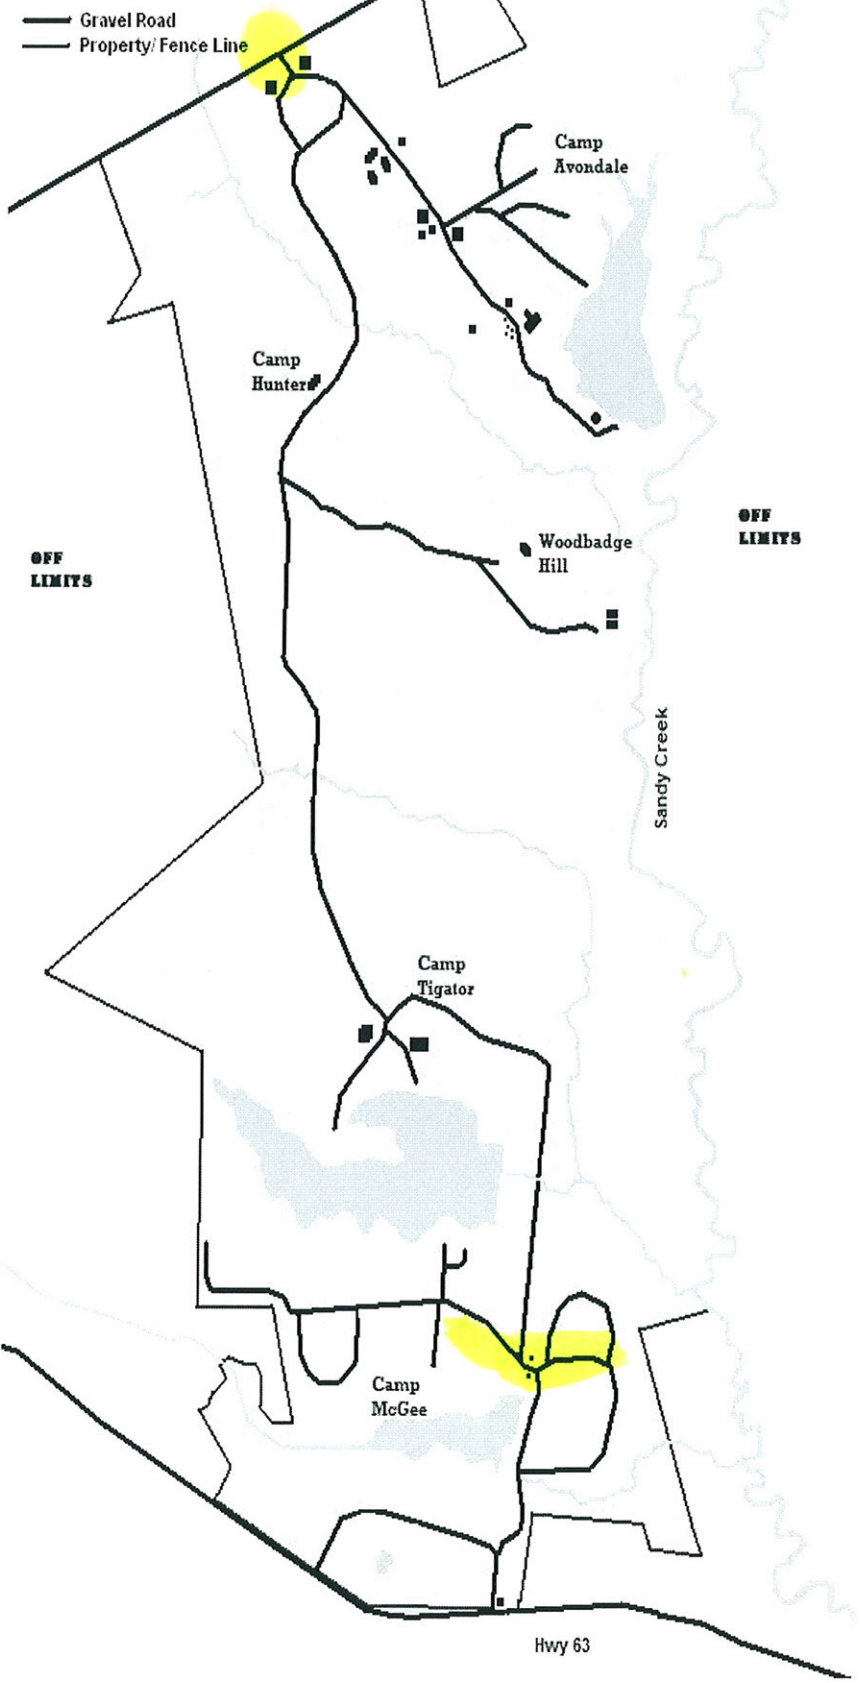 Gravel Road
Property/Fence Line
Camp
Avondale
Camp
Hunter
OFF
LIMITS
Woodbadge
Hill
OFF
LIMITS
Sandy Creek
Camp
Tigator
Camp
McGee
Hwy 63